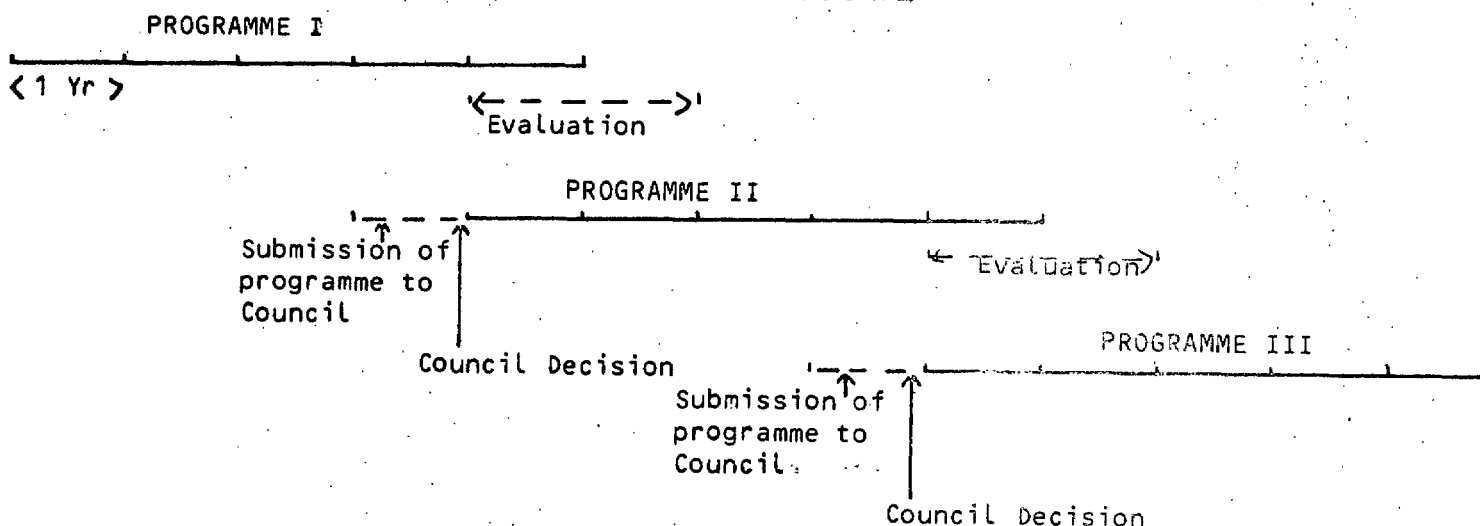 PROGRAMME I
< 1 Yr >
Evaluation
PROGRAMME II
Submission of
programme to
Council
Evaluation
Council Decision
PROGRAMME III
Submission of
programme to
Council
Council Decision